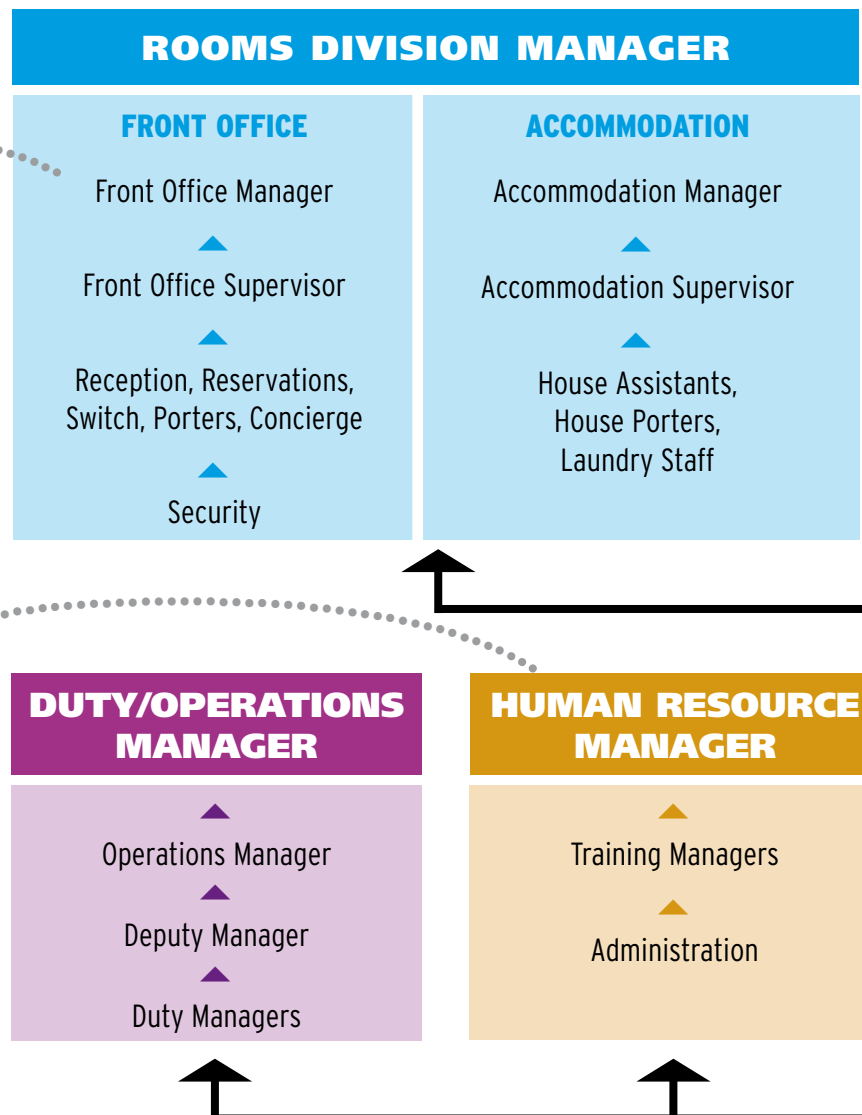 ROOMS DIVISION MANAGER
FRONT OFFICE
Front Office Manager
Front Office Supervisor
Reception, Reservations,
Switch, Porters, Concierge
Security
ACCOMMODATION
Accommodation Manager
Accommodation Supervisor
House Assistants,
House Porters,
Laundry Staff
DUTY/OPERATIONS
MANAGER
Operations Manager
Deputy Manager
Duty Managers
HUMAN RESOURCE
MANAGER
Training Managers
Administration